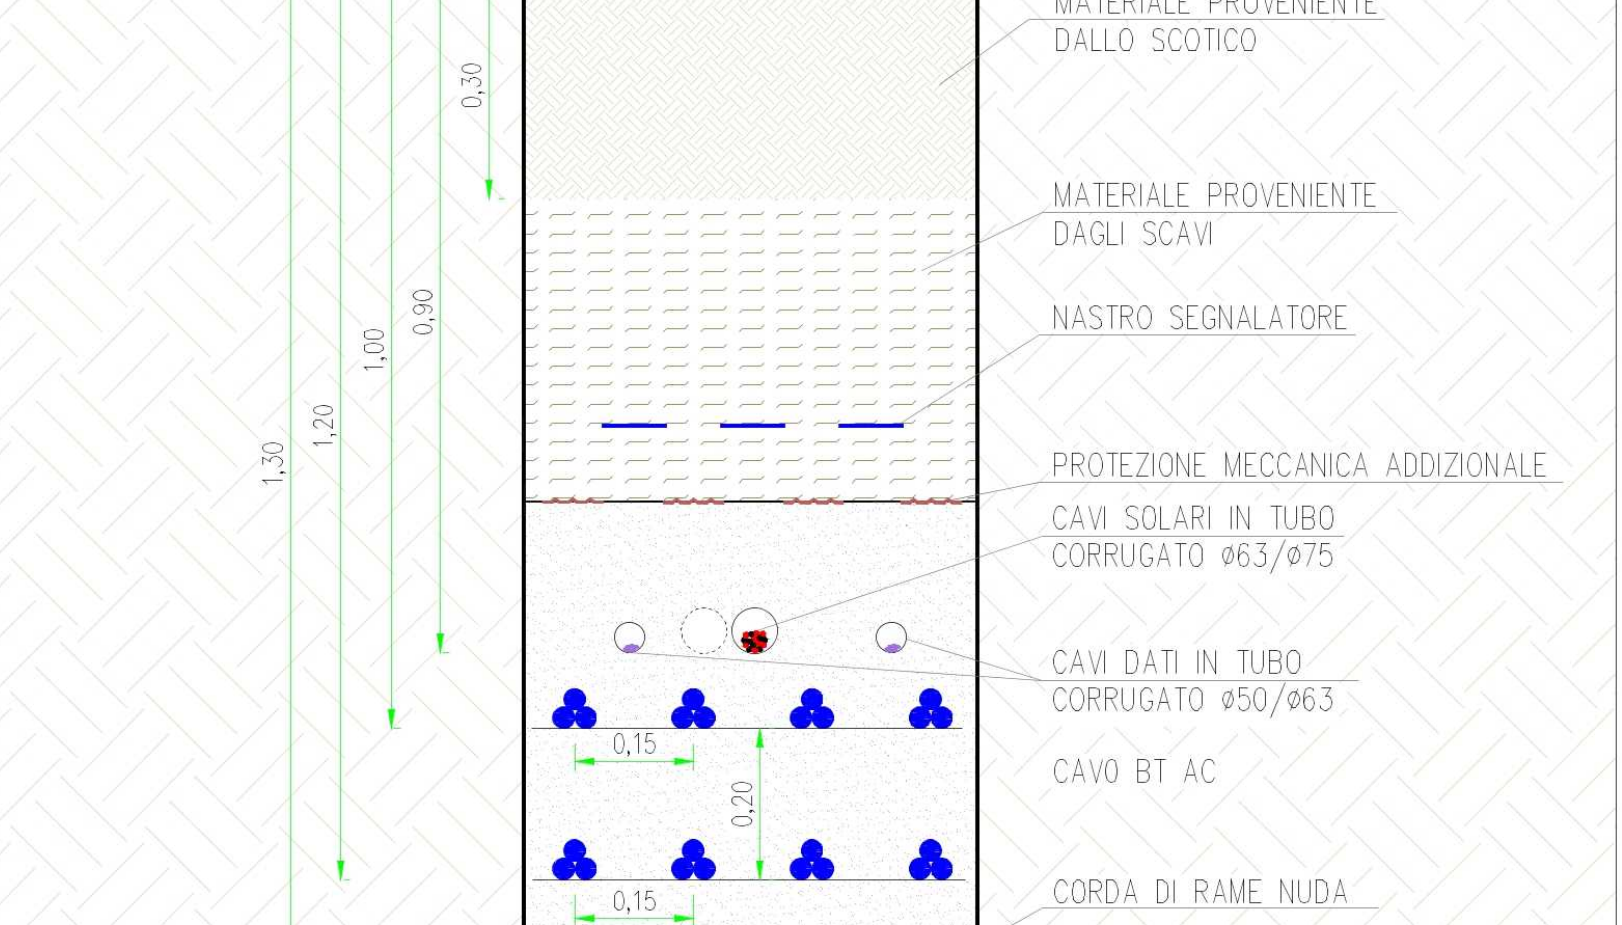 MATERIALE PROVENIENTE
DALLO SCOTICO
0,30
MATERIALE PROVENIENTE
DAGLI SCAVI
0,90
NASTRO SEGNALATORE
1,00
1,20
1,30
PROTEZIONE MECCANICA ADDIZIONALE
CAVI SOLARI IN TUBO
CORRUGATO ø63/ø75
CAVI DATI IN TUBO
CORRUGATO ø50/ø63
0,15
CAVO BT AC
0,20
CORDA DI RAME NUDA
0,15